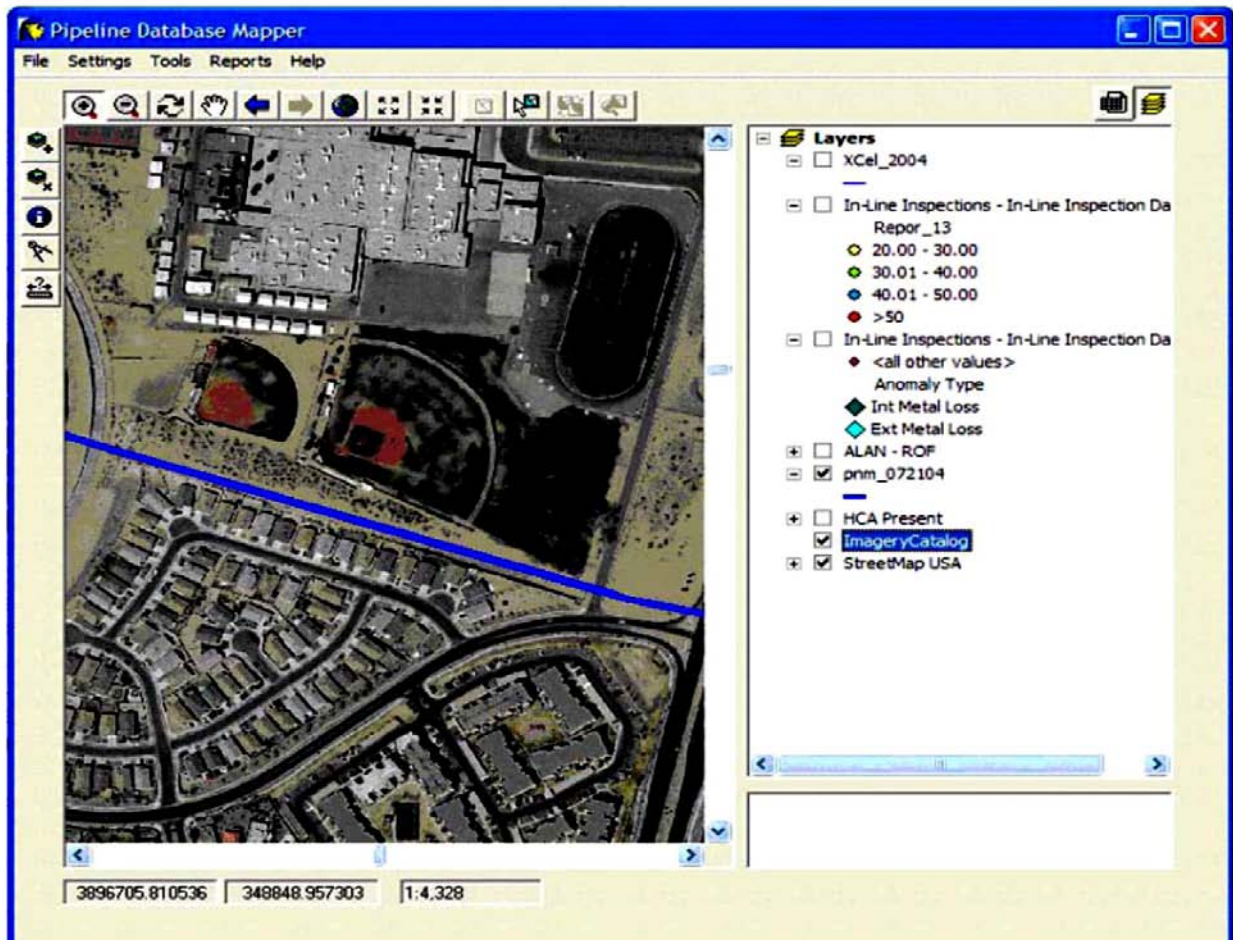 Pipeline Database Mapper
File Settings Tools Reports Help
Layers
XCel_2004
In-Line Inspections - In-Line Inspection Da
Repor_13
20.00 - 30.00
30.01 - 40.00
40.01 - 50.00
>50
In-Line Inspections - In-Line Inspection Da
<all other values>
Anomaly Type
Int Metal Loss
Ext Metal Loss
ALAN - ROF
pnm_072104
HCA Present
ImageryCatalog
StreetMap USA
3896705.810536 348848.957303 1:4,328